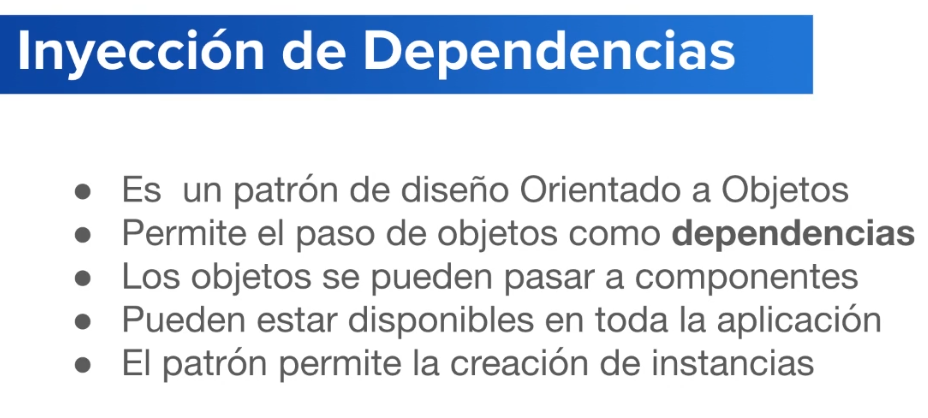 Inyección de Dependencias
● Es un patrón de diseño Orientado a Objetos
● Permite el paso de objetos como dependencias
● Los objetos se pueden pasar a componentes
● Pueden estar disponibles en toda la aplicación
● El patrón permite la creación de instancias